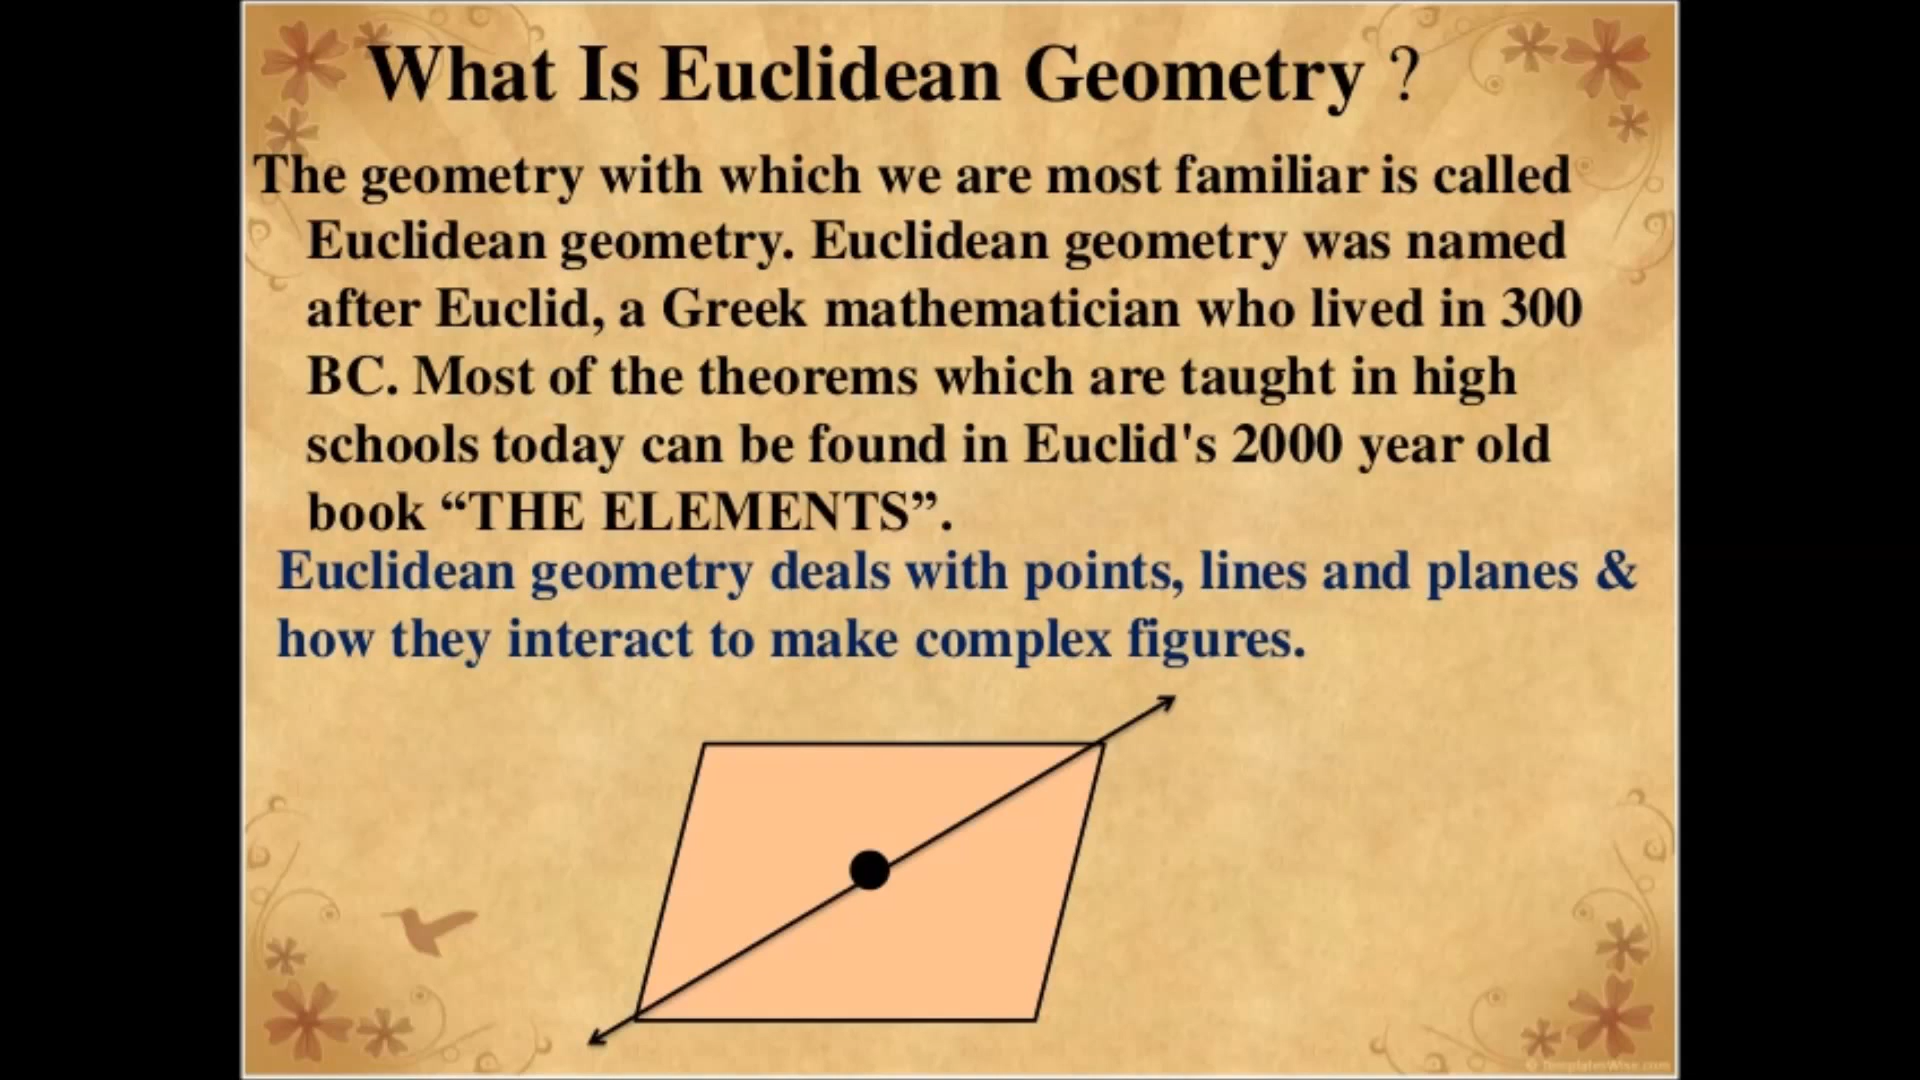 What Is Euclidean Geometry ?
The geometry with which we are most familiar is called
Euclidean geometry. Euclidean geometry was named
after Euclid, a Greek mathematician who lived in 300
BC. Most of the theorems which are taught in high
schools today can be found in Euclid's 2000 year old
book “THE ELEMENTS”.
Euclidean geometry deals with points, lines and planes &
how they interact to make complex figures.
© TemplatesWise.com